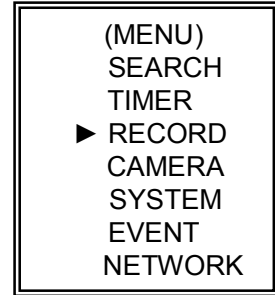 (MENU)
SEARCH
TIMER
► RECORD
CAMERA
SYSTEM
EVENT
NETWORK